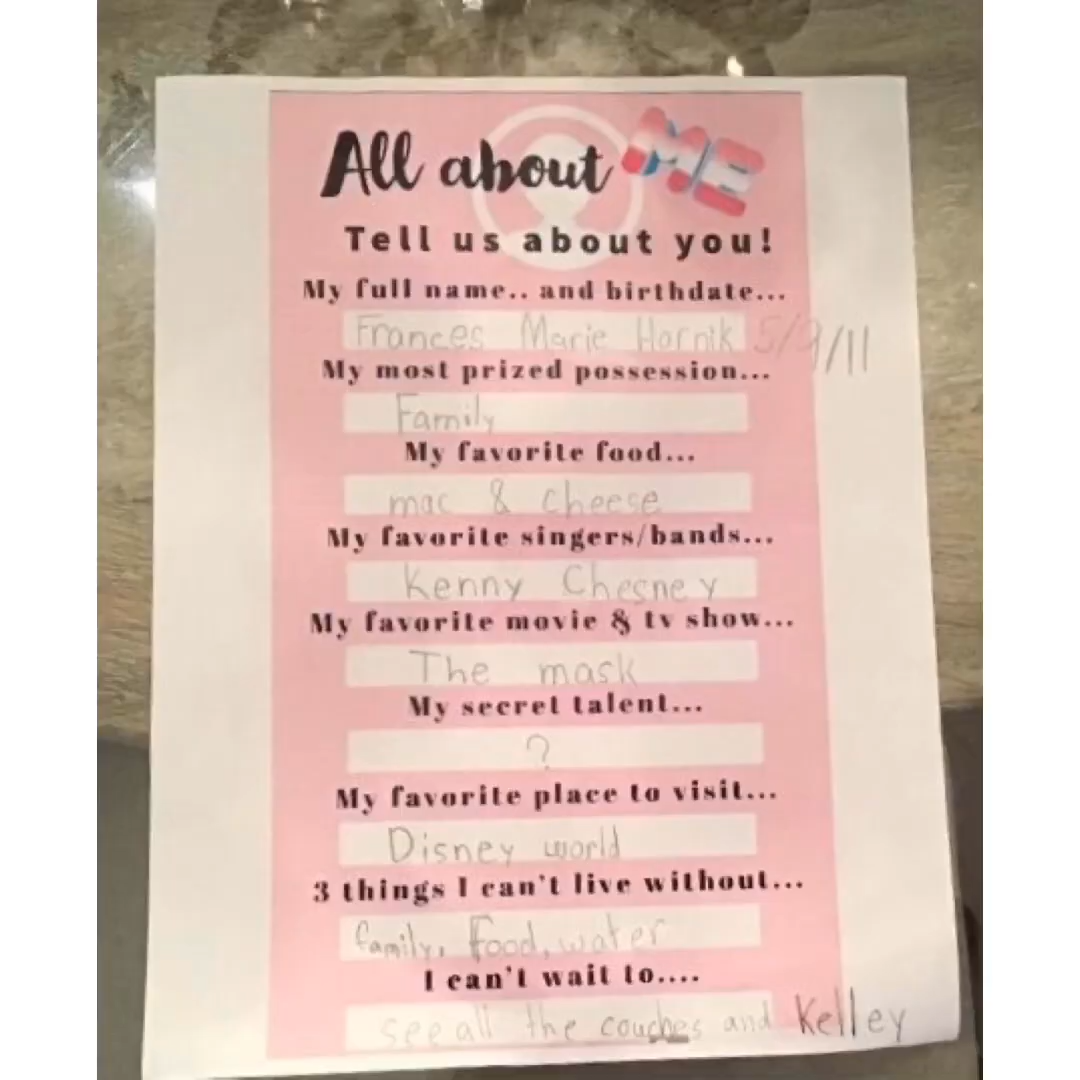 All about ME
Tell us about you!
My full name.. and birthdate...
Frances Marie Hornik 5/9/11
My most prized possession...
Family
My favorite food...
mac & cheese
My favorite singers/bands...
Kenny Chesney
My favorite movie & tv show...
The mask
My secret talent...
?
My favorite place to visit...
Disney world
3 things I can't live without...
family, Food, water
I can't wait to....
see all the couches and Kelley